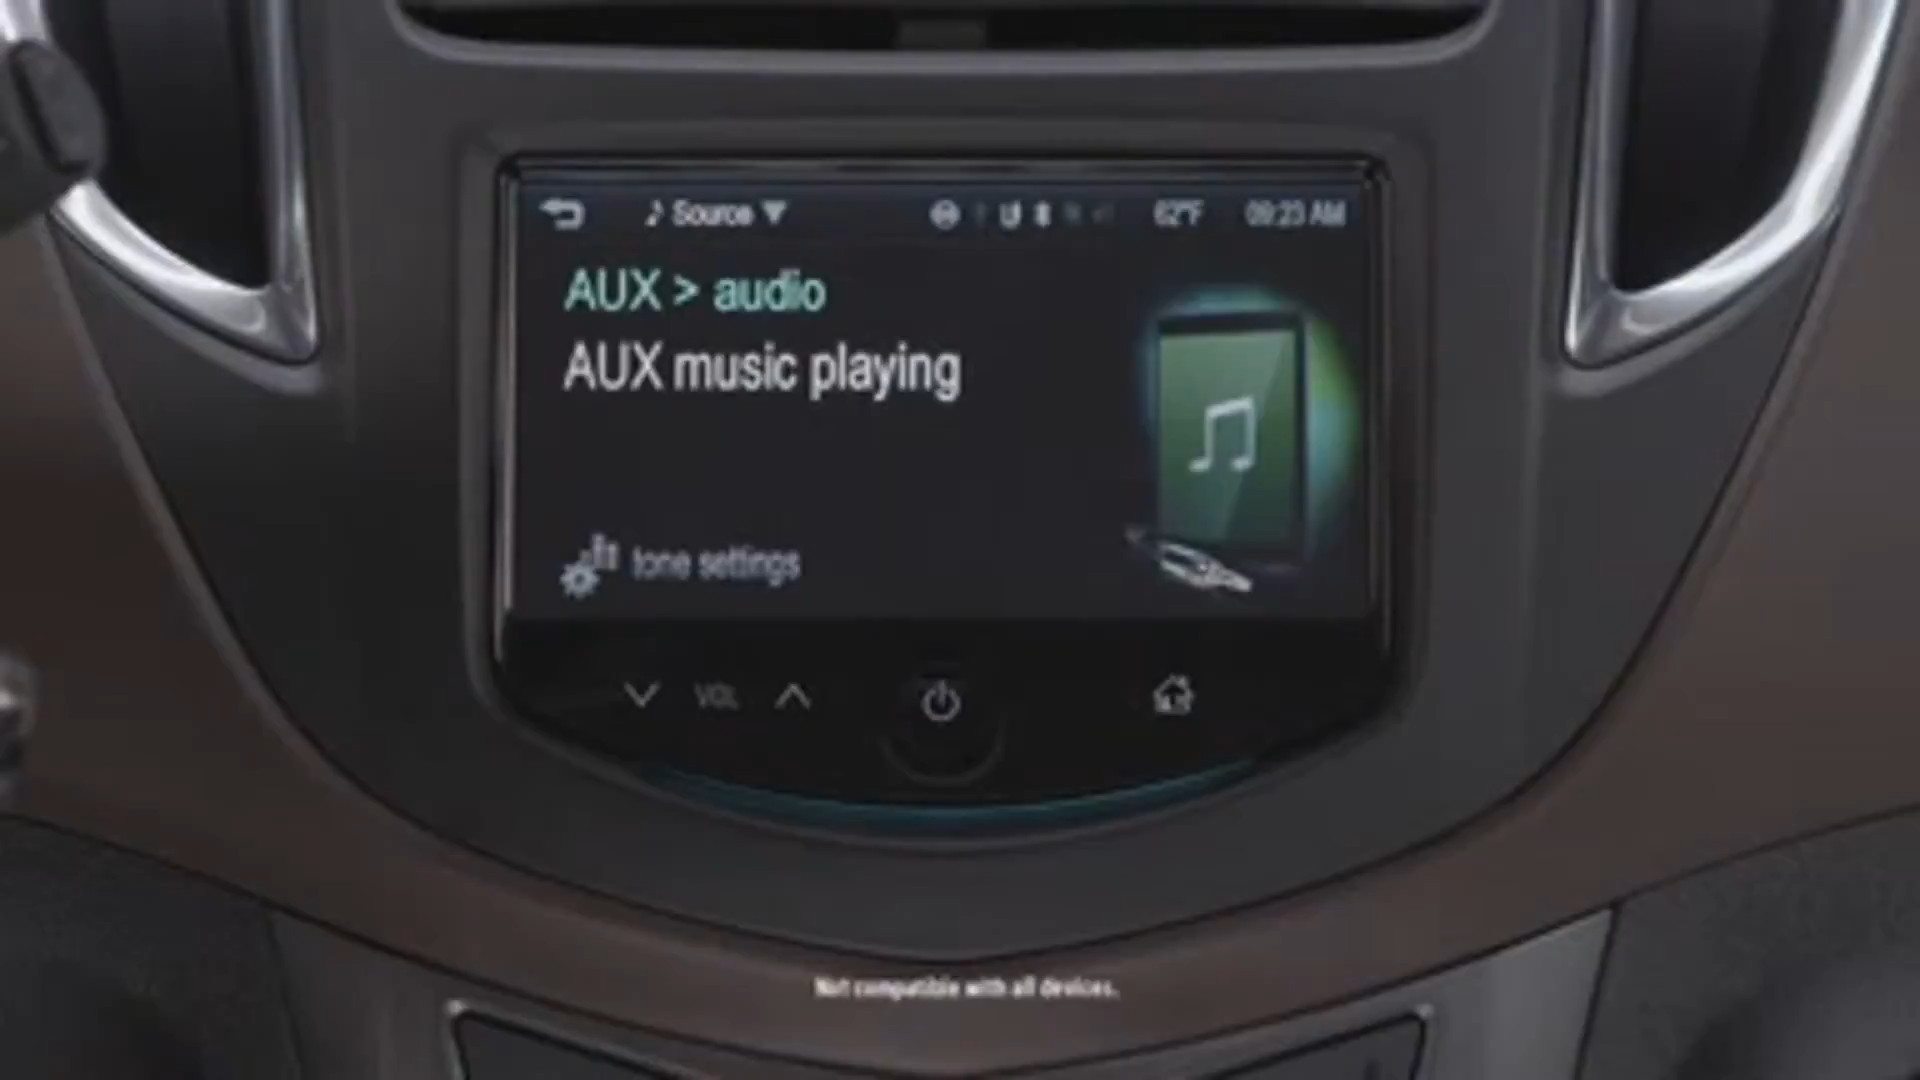 Source
62°F
09:23 AM
AUX > audio
AUX music playing
tone settings
VOL
Not compatible with all devices.